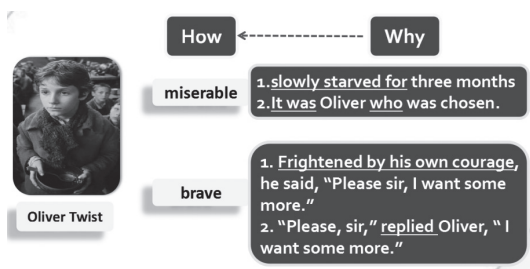 How
Why
miserable
1.slowly starved for three months
2.It was Oliver who was chosen.
brave
1. Frightened by his own courage,
he said, “Please sir, I want some
more.”
2. “Please, sir,” replied Oliver, “ I
want some more.”
Oliver Twist